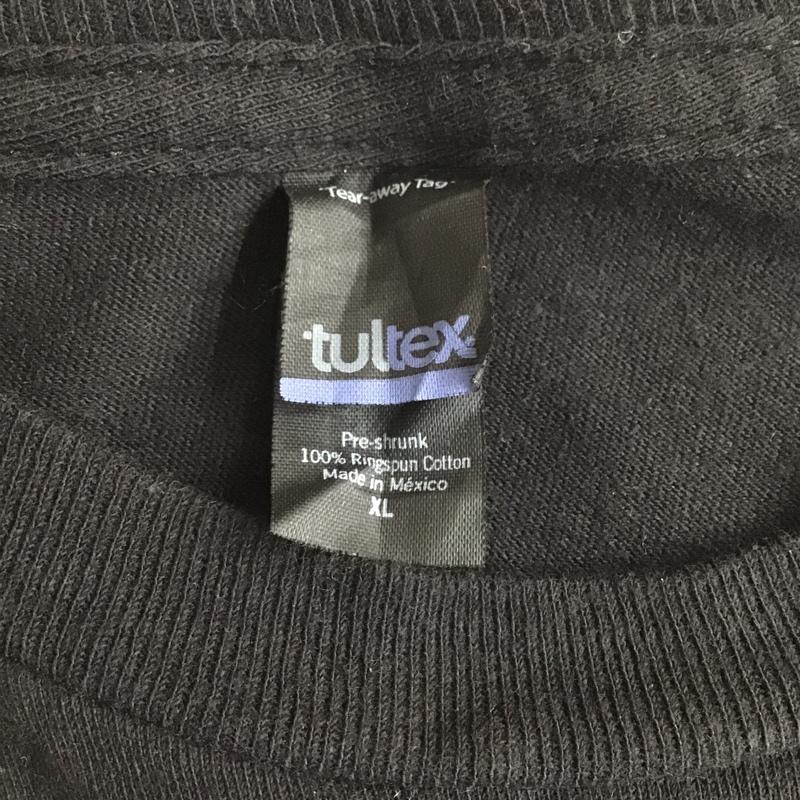 "Tear-away Tag"
tultex
Pre-shrunk
100% Ringspun Cotton
Made in México
XL